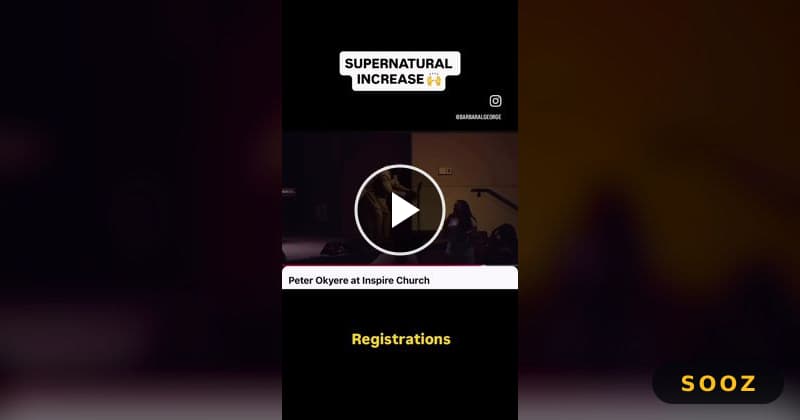 SUPERNATURAL
INCREASE 🙌
@BARBARALGEORGE
Peter Okyere at Inspire Church
Registrations
SOOZ